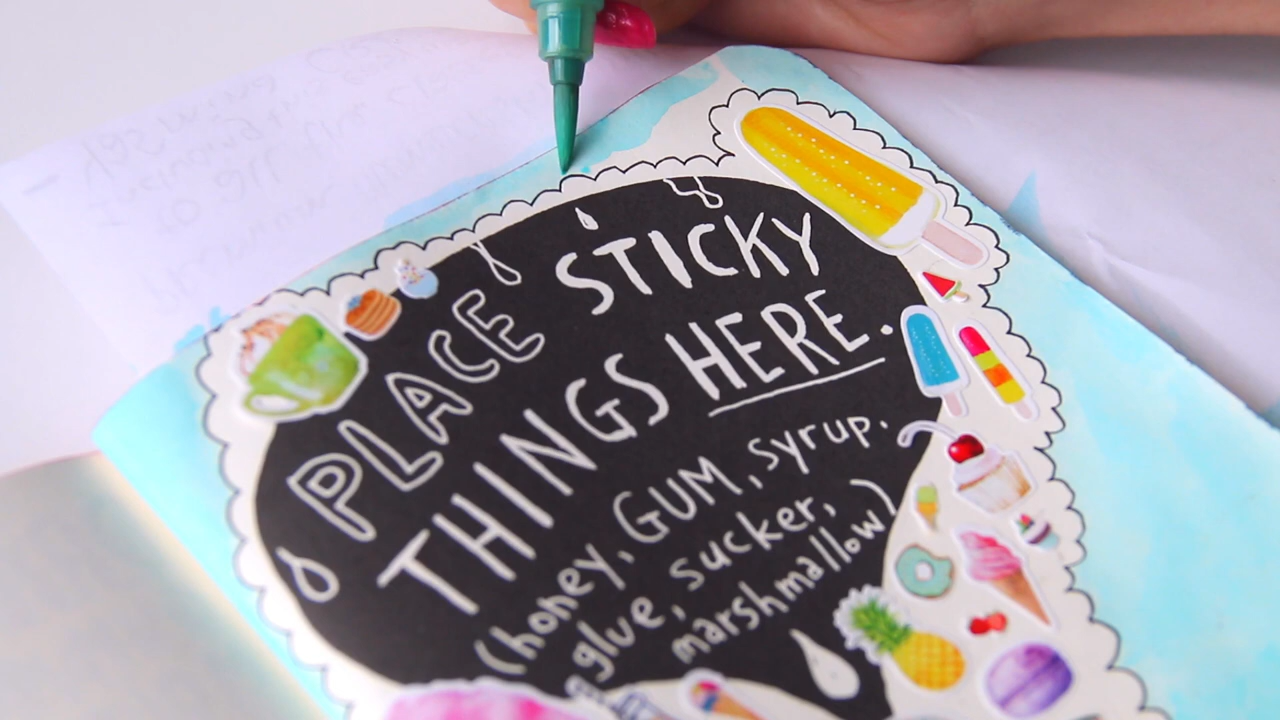 PLACE STICKY
THINGS HERE.
(honey, GUM, syrup.
glue, sucker,
marshmallow)